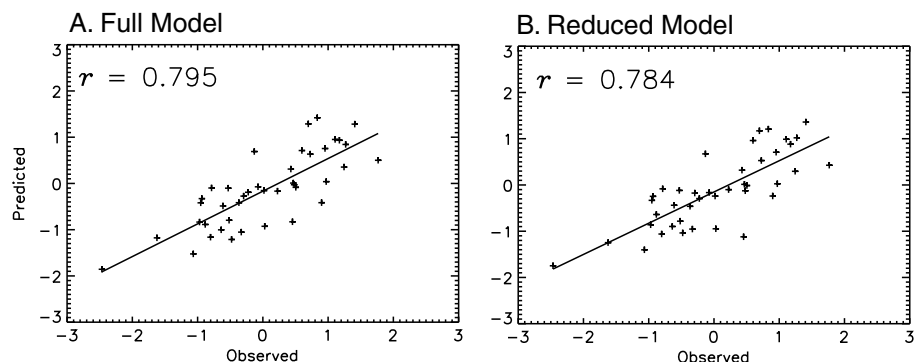 A. Full Model
r = 0.795
3
2
1
0
−1
−2
−3
Predicted
−3 −2 −1 0 1 2 3
Observed
B. Reduced Model
r = 0.784
3
2
1
0
−1
−2
−3
−3 −2 −1 0 1 2 3
Observed